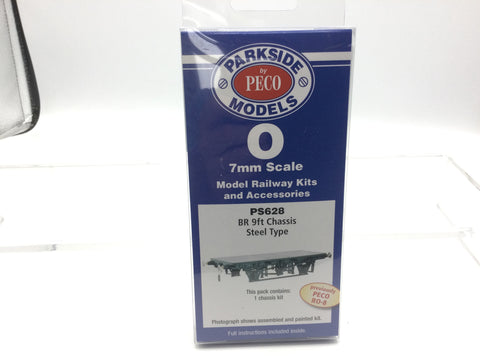 PARKSIDE
by
PECO
MODELS
O
7mm Scale
Model Railway Kits
and Accessories
PS628
BR 9ft Chassis
Steel Type
This pack contains:
1 chassis kit
previously
PECO
RO-8
Photograph shows assembled and painted kit.
Full instructions included inside.